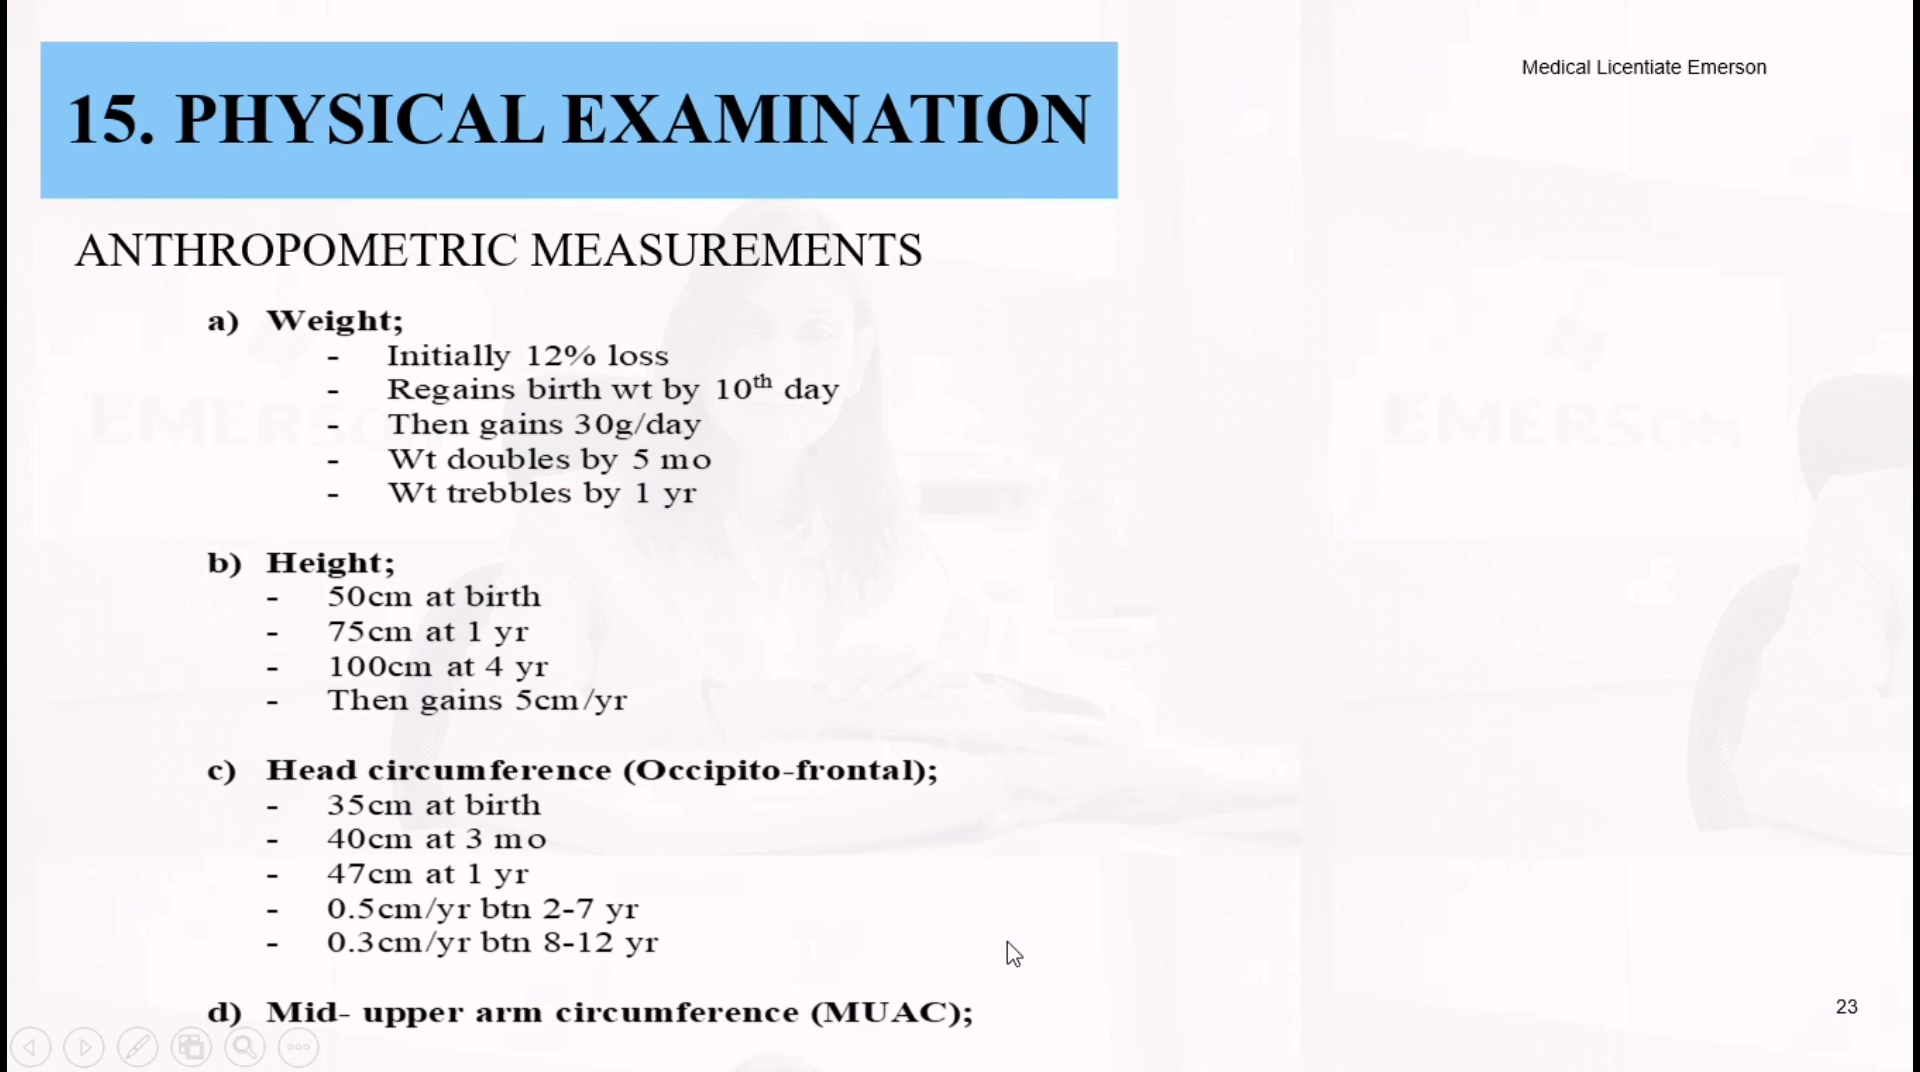 15. PHYSICAL EXAMINATION
Medical Licentiate Emerson
ANTHROPOMETRIC MEASUREMENTS
a) Weight;
- Initially 12% loss
- Regains birth wt by 10th day
- Then gains 30g/day
- Wt doubles by 5 mo
- Wt trebbles by 1 yr
b) Height;
- 50cm at birth
- 75cm at 1 yr
- 100cm at 4 yr
- Then gains 5cm/yr
c) Head circumference (Occipito-frontal);
- 35cm at birth
- 40cm at 3 mo
- 47cm at 1 yr
- 0.5cm/yr btn 2-7 yr
- 0.3cm/yr btn 8-12 yr
d) Mid- upper arm circumference (MUAC);
23
EMERSON
EMERSON